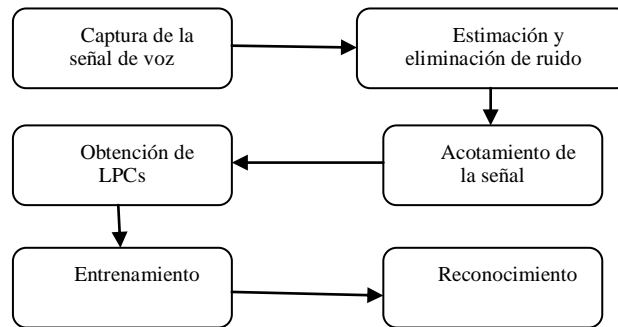 Captura de la
señal de voz
Estimación y
eliminación de ruido
Acotamiento de
la señal
Obtención de
LPCs
Entrenamiento
Reconocimiento